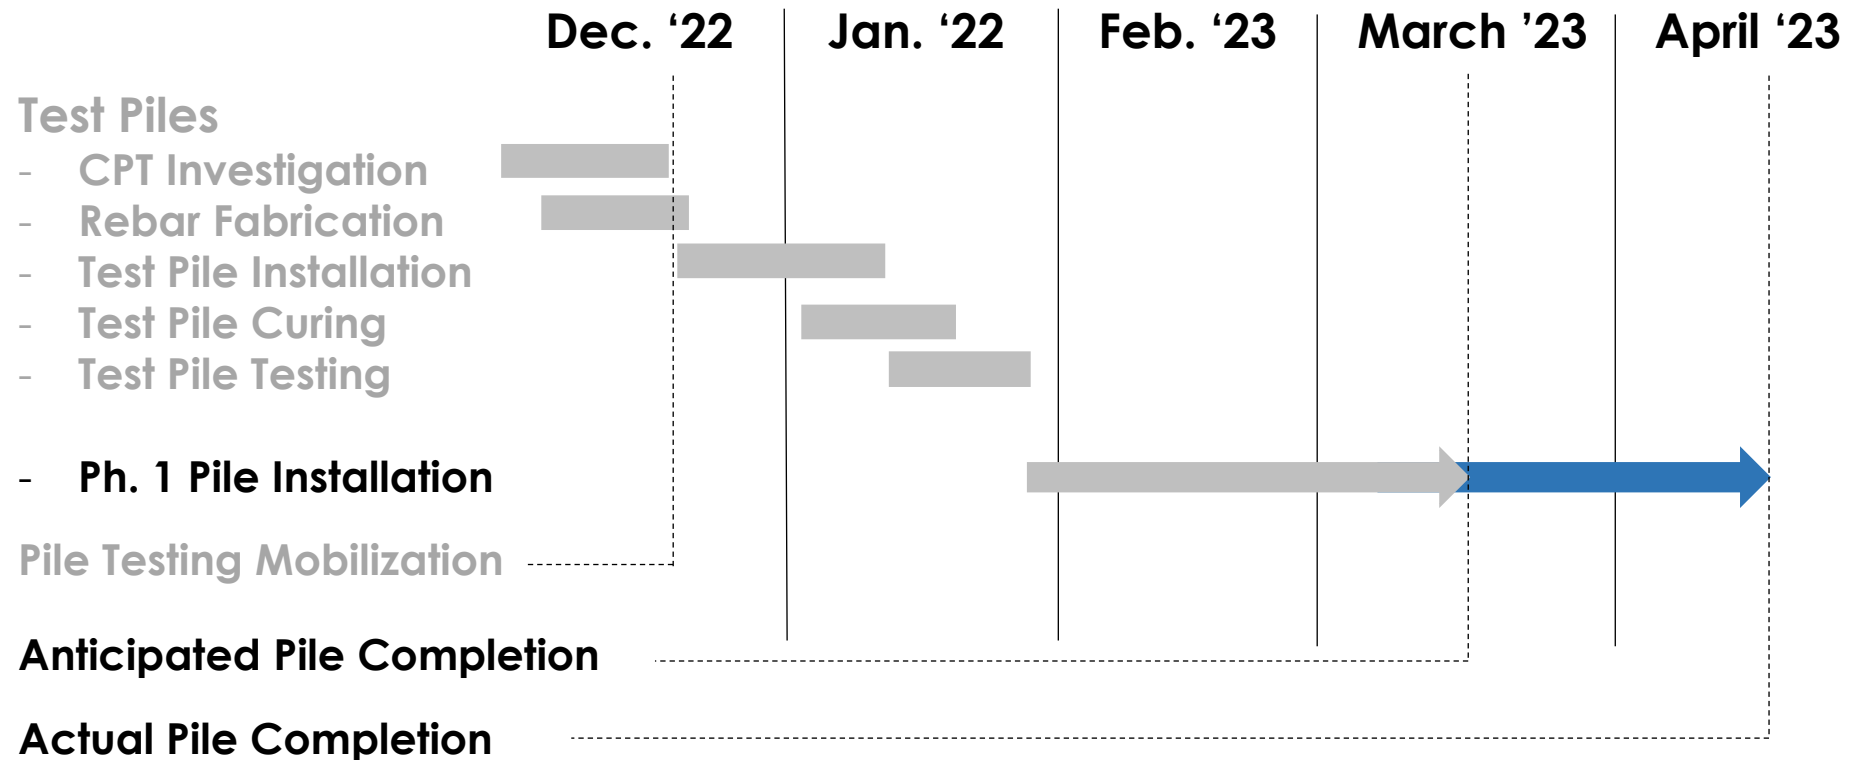 Dec. ‘22 Jan. ‘22 Feb. ‘23 March ’23 April ‘23
Test Piles
- CPT Investigation
- Rebar Fabrication
- Test Pile Installation
- Test Pile Curing
- Test Pile Testing
- Ph. 1 Pile Installation
Pile Testing Mobilization
Anticipated Pile Completion
Actual Pile Completion